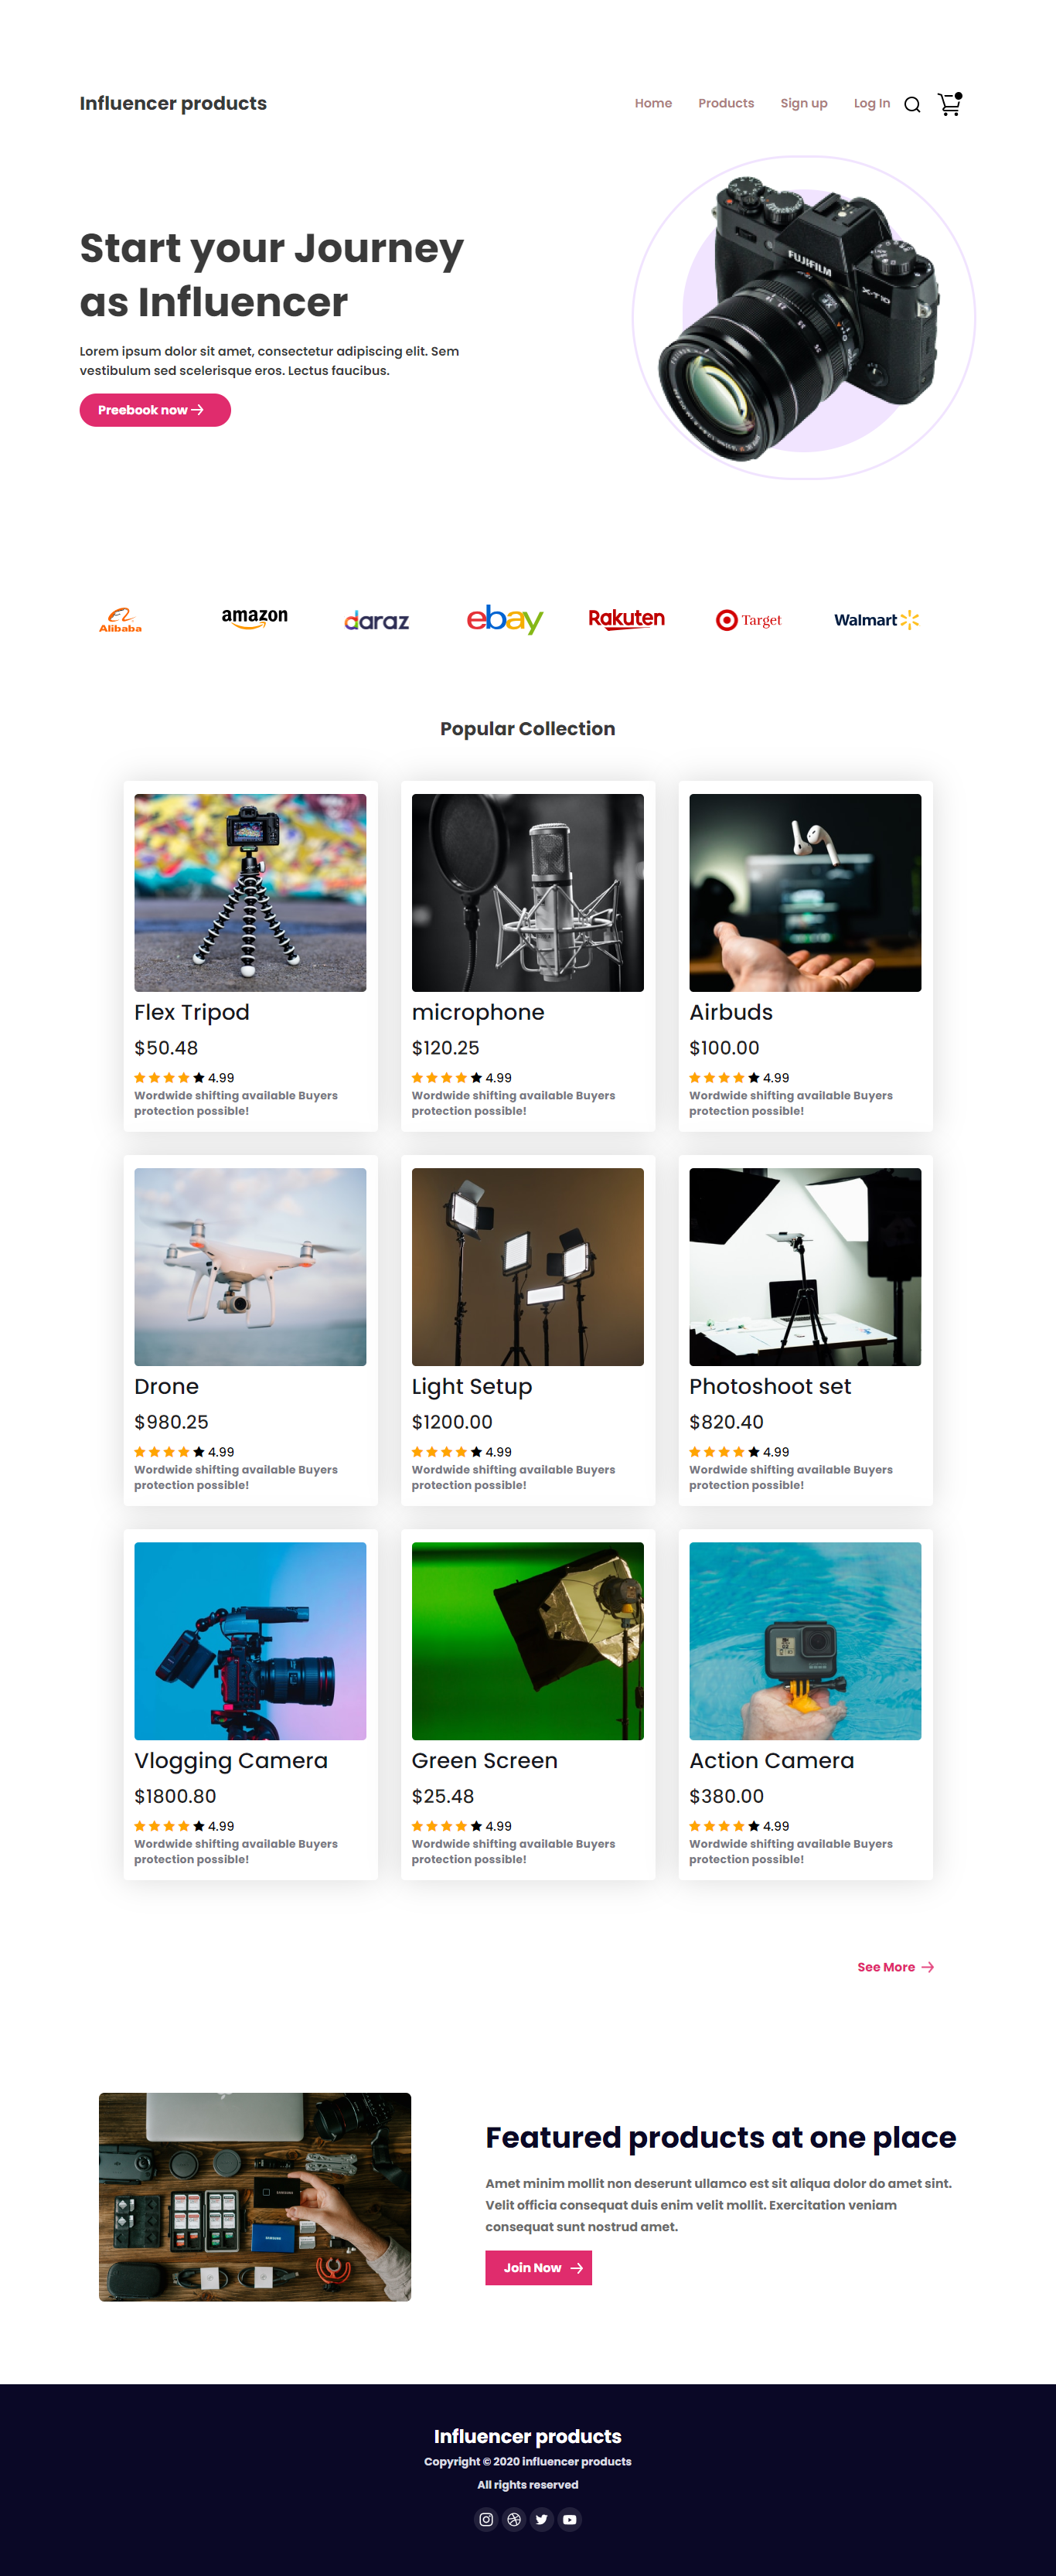 Influencer products
Home Products Sign up Log In
Start your Journey
as Influencer
FUJIFILM
X-T10
Lorem ipsum dolor sit amet, consectetur adipiscing elit. Sem
vestibulum sed scelerisque eros. Lectus faucibus.
Preebook now
Alibaba amazon daraz ebay Rakuten Target Walmart
Popular Collection
Flex Tripod
$50.48
4.99
Wordwide shifting available Buyers
protection possible!
microphone
$120.25
4.99
Wordwide shifting available Buyers
protection possible!
Airbuds
$100.00
4.99
Wordwide shifting available Buyers
protection possible!
Drone
$980.25
4.99
Wordwide shifting available Buyers
protection possible!
Light Setup
$1200.00
4.99
Wordwide shifting available Buyers
protection possible!
Photoshoot set
$820.40
4.99
Wordwide shifting available Buyers
protection possible!
Vlogging Camera
$1800.80
4.99
Wordwide shifting available Buyers
protection possible!
Green Screen
$25.48
4.99
Wordwide shifting available Buyers
protection possible!
Action Camera
$380.00
4.99
Wordwide shifting available Buyers
protection possible!
See More
SAMSUNG
SAMSUNG
Featured products at one place
Amet minim mollit non deserunt ullamco est sit aliqua dolor do amet sint.
Velit officia consequat duis enim velit mollit. Exercitation veniam
consequat sunt nostrud amet.
Join Now
Influencer products
Copyright © 2020 influencer products
All rights reserved